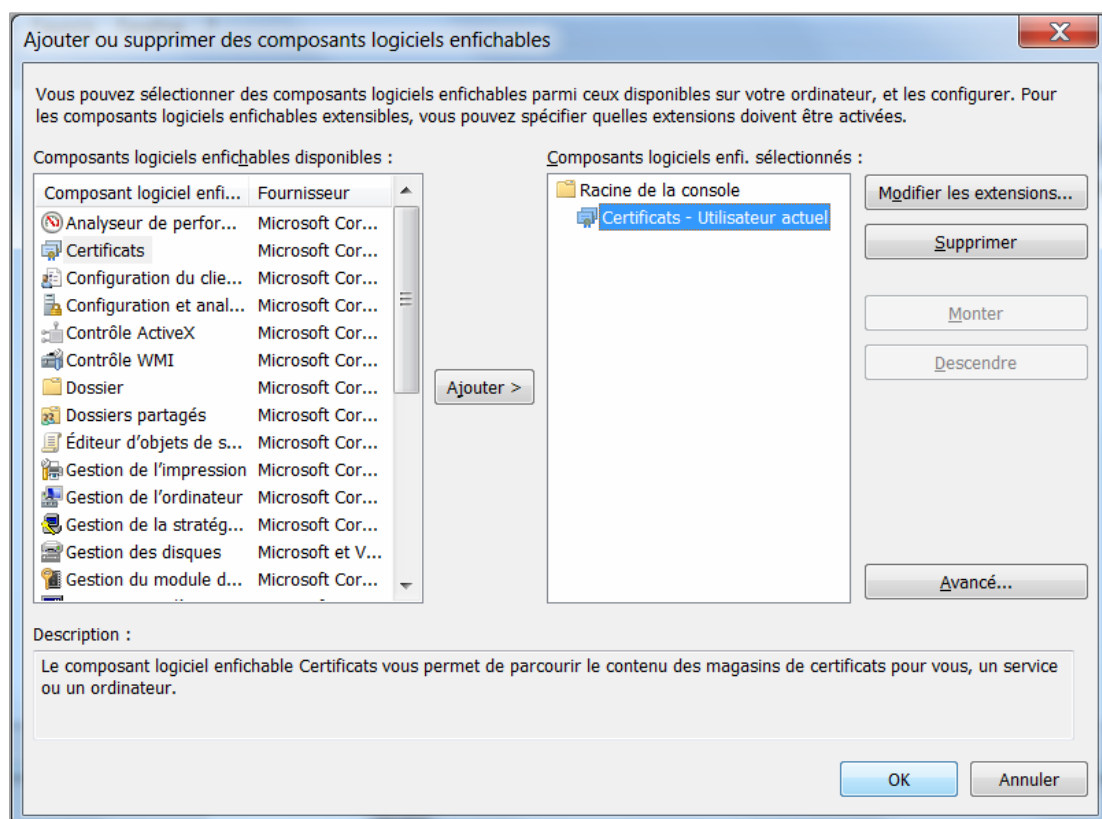 Ajouter ou supprimer des composants logiciels enfichables
Vous pouvez sélectionner des composants logiciels enfichables parmi ceux disponibles sur votre ordinateur, et les configurer. Pour
les composants logiciels enfichables extensibles, vous pouvez spécifier quelles extensions doivent être activées.
Composants logiciels enfichables disponibles :
Composant logiciel enfi... Fournisseur
Analyseur de perfor... Microsoft Cor...
Certificats Microsoft Cor...
Configuration du clie... Microsoft Cor...
Configuration et anal... Microsoft Cor...
Contrôle ActiveX Microsoft Cor...
Contrôle WMI Microsoft Cor...
Dossier Microsoft Cor...
Dossiers partagés Microsoft Cor...
Éditeur d'objets de s... Microsoft Cor...
Gestion de l'impression Microsoft Cor...
Gestion de l'ordinateur Microsoft Cor...
Gestion de la stratég... Microsoft Cor...
Gestion des disques Microsoft et V...
Gestion du module d... Microsoft Cor...
Ajouter >
Composants logiciels enfi. sélectionnés :
Racine de la console
Certificats - Utilisateur actuel
Modifier les extensions...
Supprimer
Monter
Descendre
Avancé...
Description :
Le composant logiciel enfichable Certificats vous permet de parcourir le contenu des magasins de certificats pour vous, un service
ou un ordinateur.
OK
Annuler